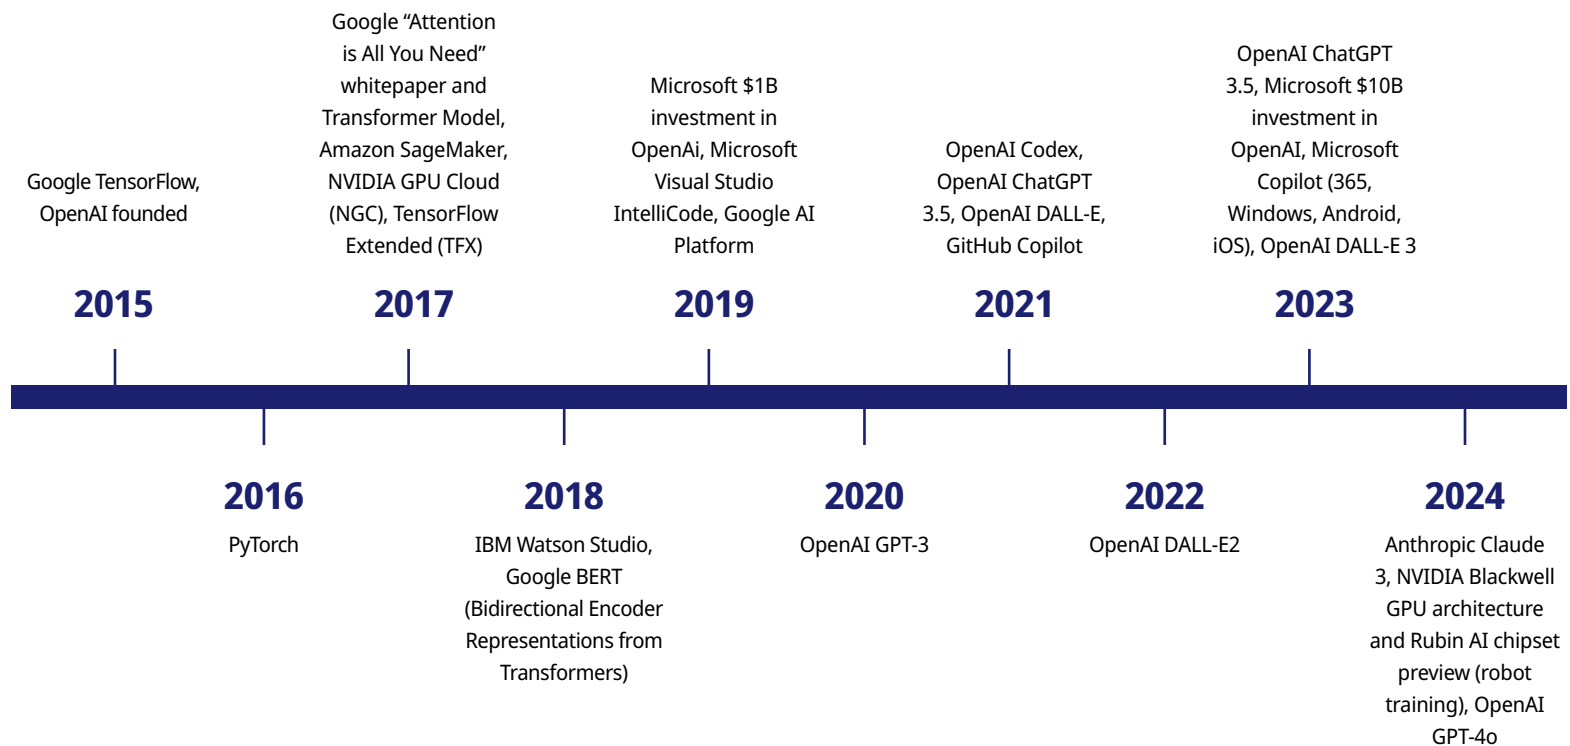 Google TensorFlow,
OpenAI founded
2015
PyTorch
2016
Google “Attention
is All You Need”
whitepaper and
Transformer Model,
Amazon SageMaker,
NVIDIA GPU Cloud
(NGC), TensorFlow
Extended (TFX)
2017
2018
IBM Watson Studio,
Google BERT
(Bidirectional Encoder
Representations from
Transformers)
Microsoft $1B
investment in
OpenAi, Microsoft
Visual Studio
IntelliCode, Google AI
Platform
2019
2020
OpenAI GPT-3
OpenAI Codex,
OpenAI ChatGPT
3.5, OpenAI DALL-E,
GitHub Copilot
2021
2022
OpenAI DALL-E2
OpenAI ChatGPT
3.5, Microsoft $10B
investment in
OpenAI, Microsoft
Copilot (365,
Windows, Android,
iOS), OpenAI DALL-E 3
2023
2024
Anthropic Claude
3, NVIDIA Blackwell
GPU architecture
and Rubin AI chipset
preview (robot
training), OpenAI
GPT-4o